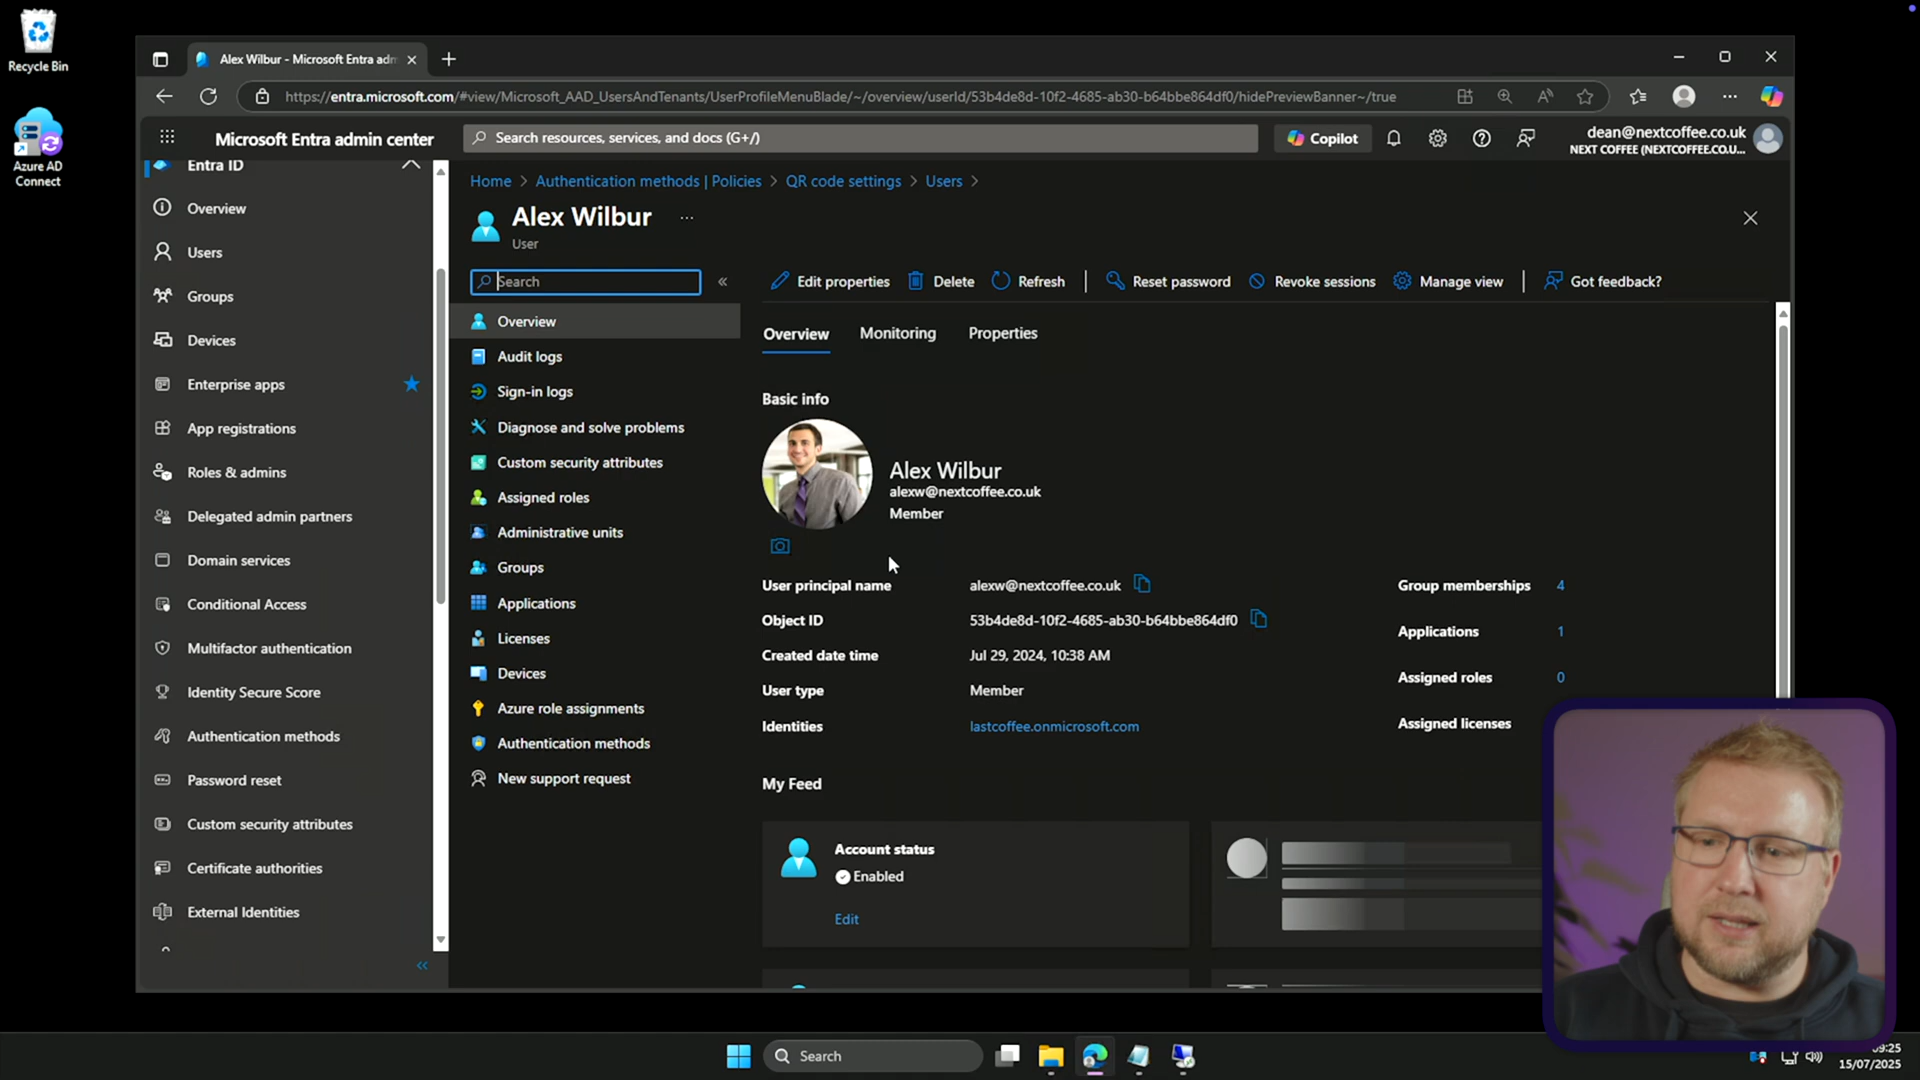 Recycle Bin
Azure AD
Connect
Alex Wilbur - Microsoft Entra adm
https://entra.microsoft.com/#view/Microsoft_AAD_UsersAndTenants/UserProfileMenuBlade/~/overview/userId/53b4de8d-10f2-4685-ab30-b64bbe864df0/hidePreviewBanner~/true
Microsoft Entra admin center
Search resources, services, and docs (G+/)
Copilot
dean@nextcoffee.co.uk
NEXT COFFEE (NEXTCOFFEE.CO.U...
Entra ID
Overview
Users
Groups
Devices
Enterprise apps
App registrations
Roles & admins
Delegated admin partners
Domain services
Conditional Access
Multifactor authentication
Identity Secure Score
Authentication methods
Password reset
Custom security attributes
Certificate authorities
External Identities
Home > Authentication methods | Policies > QR code settings > Users >
Alex Wilbur ...
User
Search
Overview
Audit logs
Sign-in logs
Diagnose and solve problems
Custom security attributes
Assigned roles
Administrative units
Groups
Applications
Licenses
Devices
Azure role assignments
Authentication methods
New support request
Edit properties Delete Refresh | Reset password Revoke sessions Manage view | Got feedback?
Overview Monitoring Properties
Basic info
Alex Wilbur
alexw@nextcoffee.co.uk
Member
User principal name alexw@nextcoffee.co.uk
Object ID 53b4de8d-10f2-4685-ab30-b64bbe864df0
Created date time Jul 29, 2024, 10:38 AM
User type Member
Identities lastcoffee.onmicrosoft.com
Group memberships 4
Applications 1
Assigned roles 0
Assigned licenses
My Feed
Account status
Enabled
Edit
Search
09:25
15/07/2025